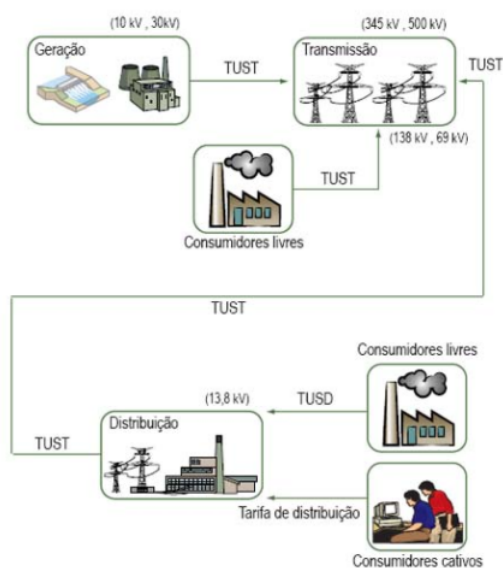 (10 kV , 30kV)
(345 kV , 500 kV)
Geração
TUST
Transmissão
TUST
(138 kV , 69 kV)
TUST
Consumidores livres
TUST
Consumidores livres
(13,8 kV)
TUSD
Distribuição
TUST
Tarifa de distribuição
Consumidores cativos